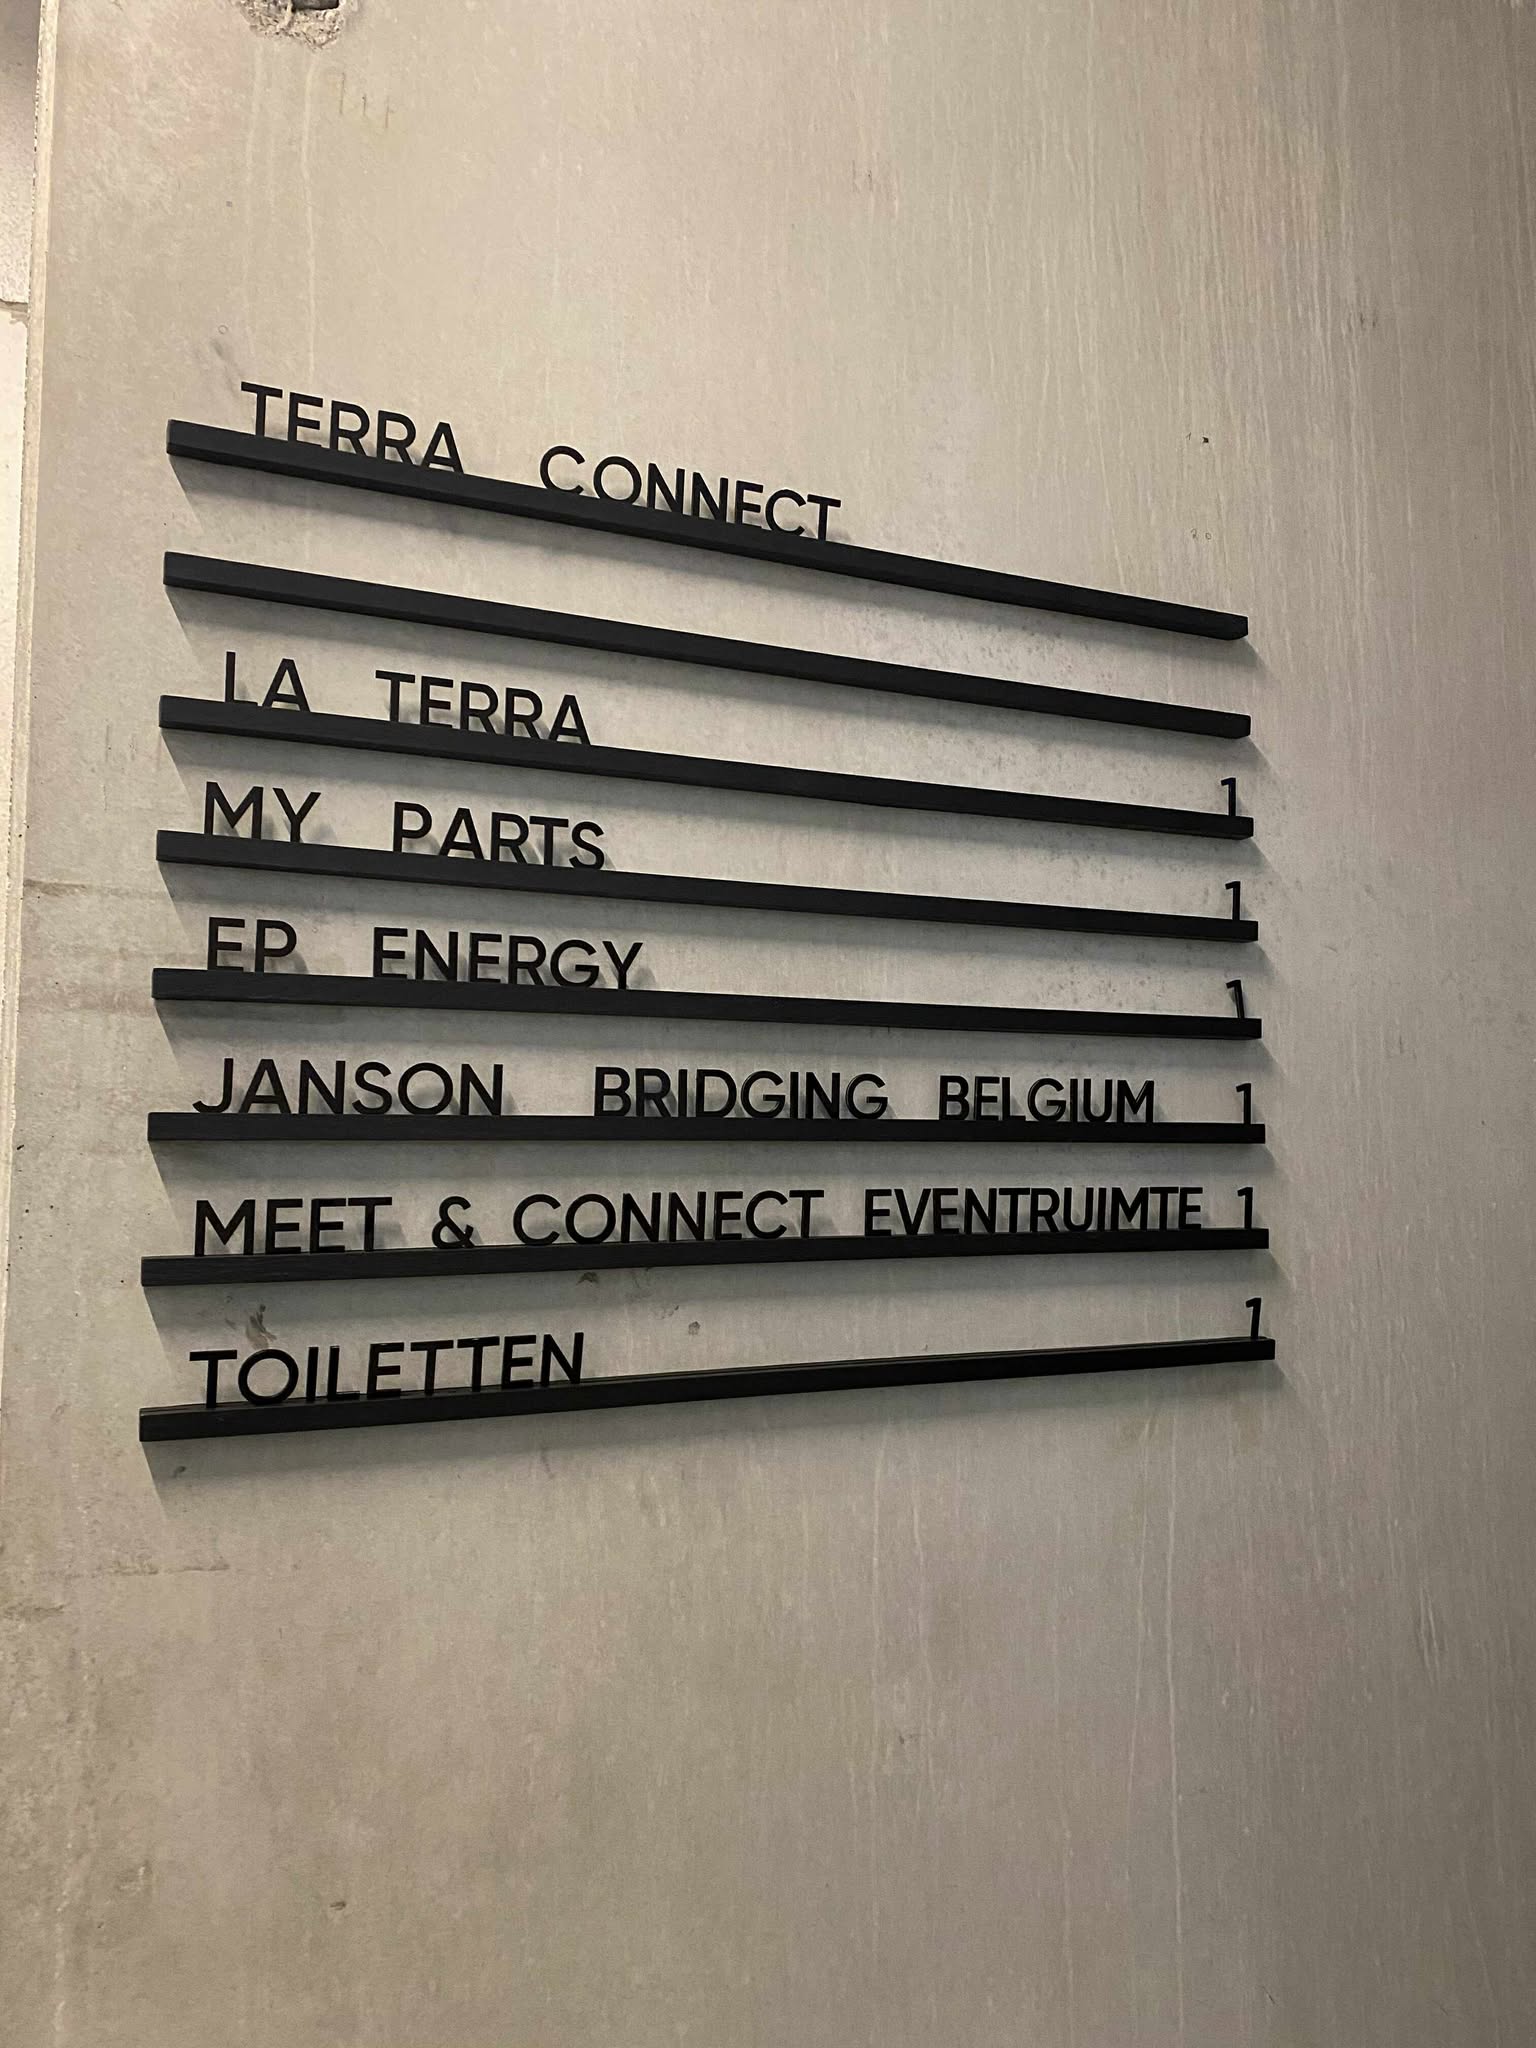 TERRA CONNECT
LA TERRA 1
MY PARTS 1
EP ENERGY 1
JANSON BRIDGING BELGIUM 1
MEET & CONNECT EVENTRUIMTE 1
TOILETTEN 1